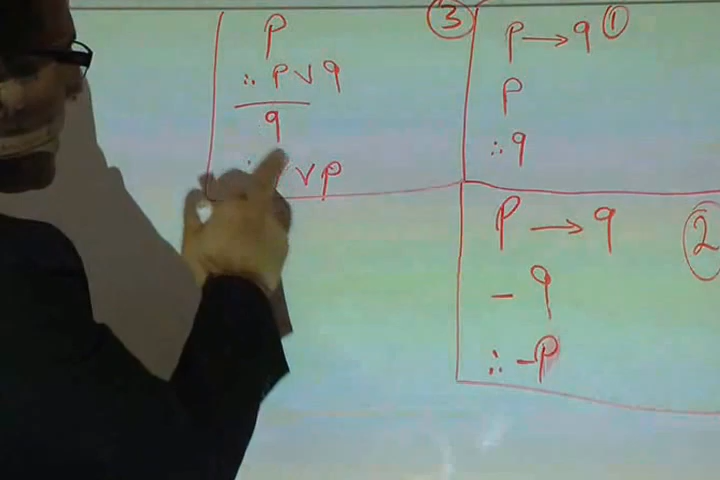 p
∴ p ∨ q
q
∨ p
③
p → q ①
p
∴ q
p → q ②
- q
∴ -p